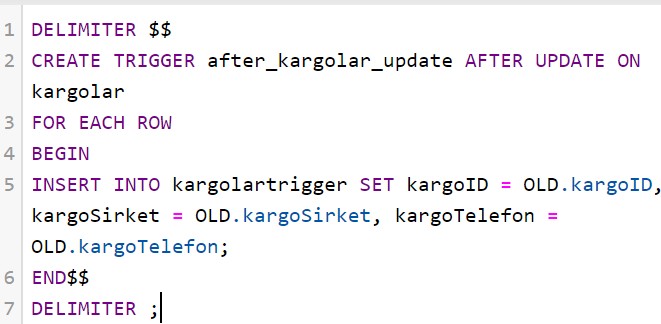 1 DELIMITER $$
2 CREATE TRIGGER after_kargolar_update AFTER UPDATE ON
kargolar
3 FOR EACH ROW
4 BEGIN
5 INSERT INTO kargolartrigger SET kargoID = OLD.kargoID,
kargoSirket = OLD.kargoSirket, kargoTelefon =
OLD.kargoTelefon;
6 END$$
7 DELIMITER ;